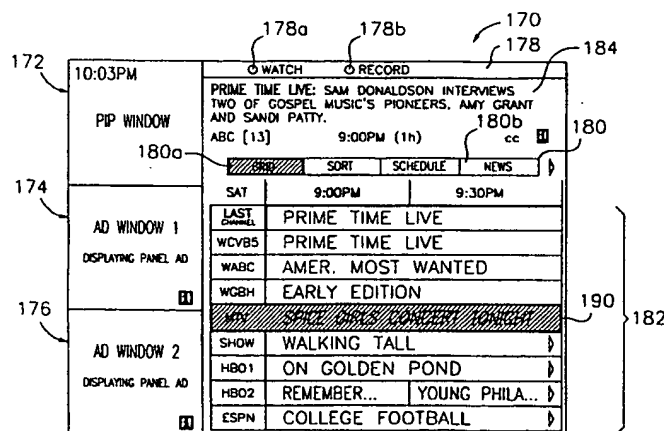 178a
178b
170
178
184
172
10:03PM
WATCH
RECORD
PRIME TIME LIVE: SAM DONALDSON INTERVIEWS
TWO OF GOSPEL MUSIC'S PIONEERS, AMY GRANT
AND SANDI PATTY.
PIP WINDOW
180b
180
ABC [13] 9:00PM (1h) cc
180a
GRID SORT SCHEDULE NEWS
174
SAT 9:00PM 9:30PM
AD WINDOW 1
DISPLAYING PANEL AD
LAST CHANNEL PRIME TIME LIVE
WCVB5 PRIME TIME LIVE
WABC AMER. MOST WANTED
WGBH EARLY EDITION
176
190
182
MTV SPICE GIRLS CONCERT TONIGHT
AD WINDOW 2
DISPLAYING PANEL AD
SHOW WALKING TALL
HBO1 ON GOLDEN POND
HBO2 REMEMBER... YOUNG PHILA...
ESPN COLLEGE FOOTBALL